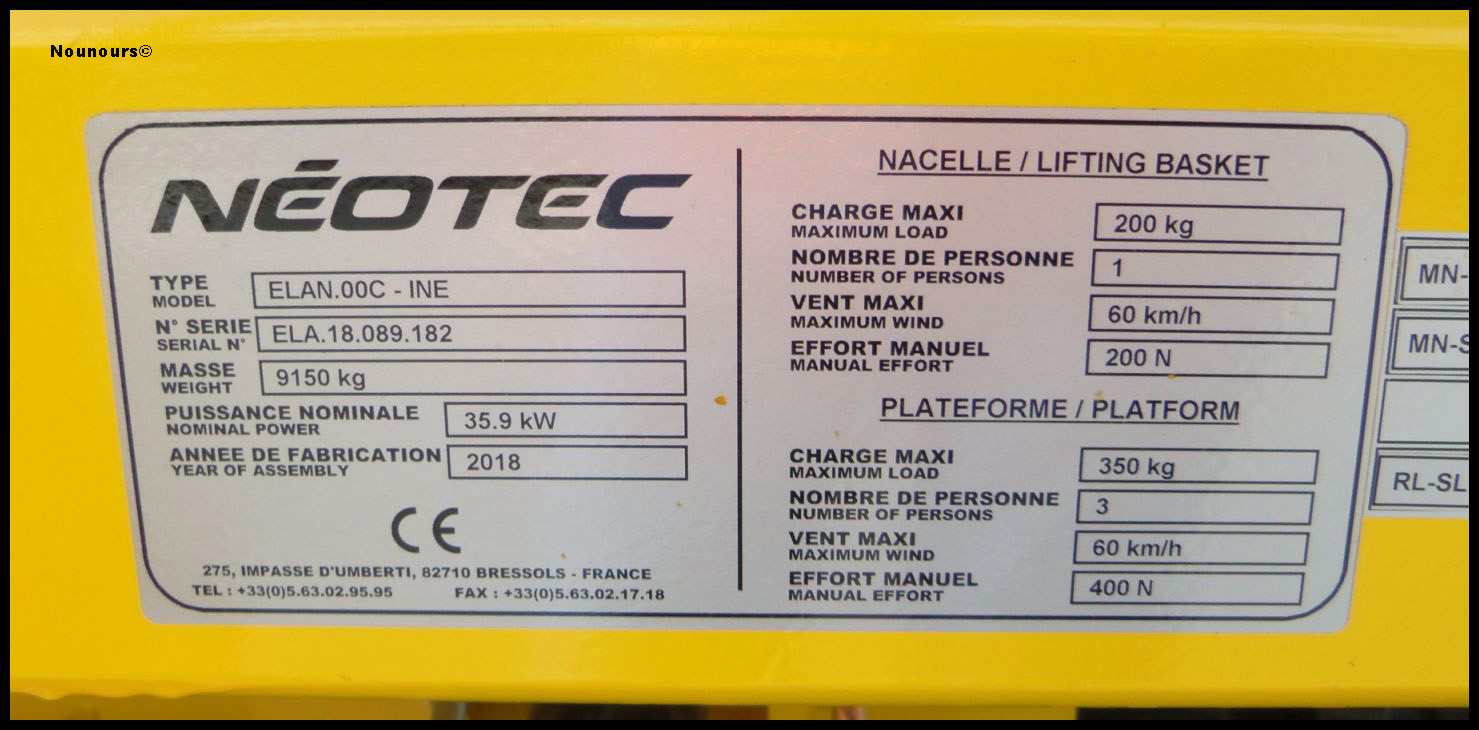 Nounours©
NÉOTEC
TYPE
MODEL
ELAN.00C - INE
N° SERIE
SERIAL N°
ELA.18.089.182
MASSE
WEIGHT
9150 kg
PUISSANCE NOMINALE
NOMINAL POWER
35.9 kW
ANNEE DE FABRICATION
YEAR OF ASSEMBLY
2018
CE
275, IMPASSE D'UMBERTI, 82710 BRESSOLS - FRANCE
TEL : +33(0)5.63.02.95.95 FAX : +33(0)5.63.02.17.18
NACELLE / LIFTING BASKET
CHARGE MAXI
MAXIMUM LOAD
200 kg
NOMBRE DE PERSONNE
NUMBER OF PERSONS
1
VENT MAXI
MAXIMUM WIND
60 km/h
EFFORT MANUEL
MANUAL EFFORT
200 N
PLATEFORME / PLATFORM
CHARGE MAXI
MAXIMUM LOAD
350 kg
NOMBRE DE PERSONNE
NUMBER OF PERSONS
3
VENT MAXI
MAXIMUM WIND
60 km/h
EFFORT MANUEL
MANUAL EFFORT
400 N
MN-
MN-S
RL-SL